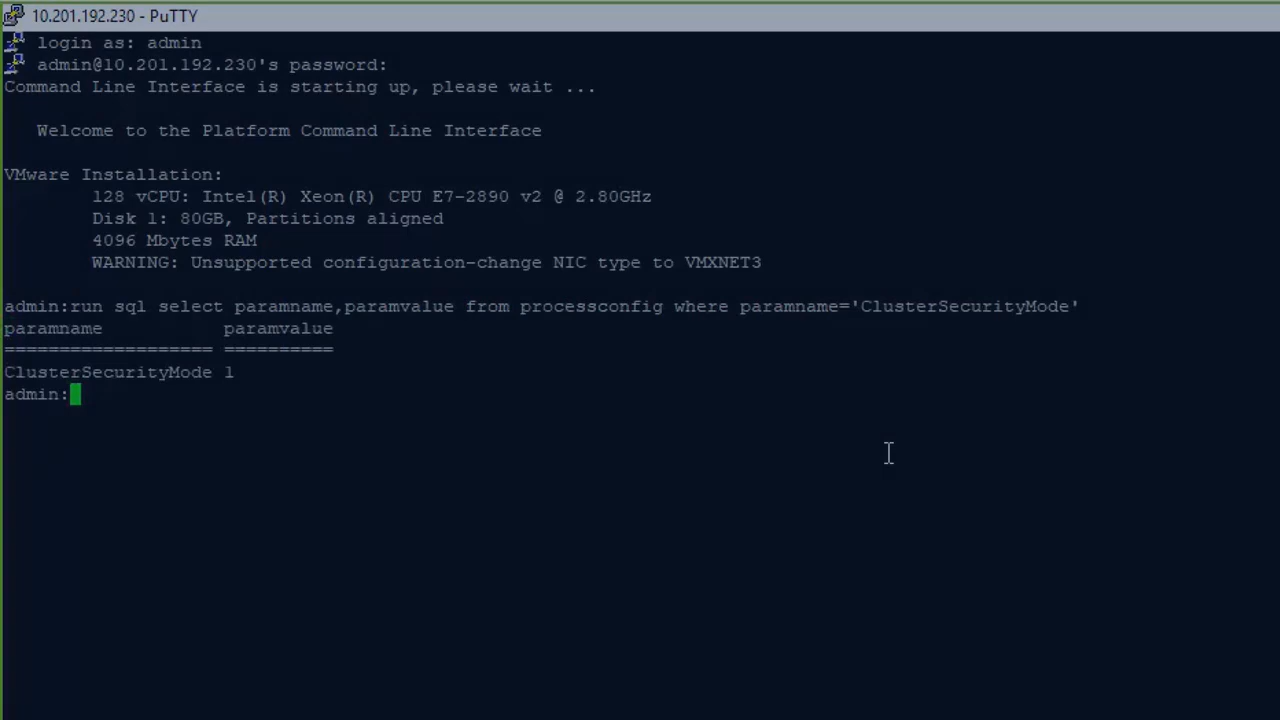 10.201.192.230 - PuTTY
login as: admin
admin@10.201.192.230's password:
Command Line Interface is starting up, please wait ...
Welcome to the Platform Command Line Interface
VMware Installation:
128 vCPU: Intel(R) Xeon(R) CPU E7-2890 v2 @ 2.80GHz
Disk 1: 80GB, Partitions aligned
4096 Mbytes RAM
WARNING: Unsupported configuration-change NIC type to VMXNET3
admin:run sql select paramname,paramvalue from processconfig where paramname='ClusterSecurityMode'
paramname           paramvalue
=================== ==========
ClusterSecurityMode 1
admin: